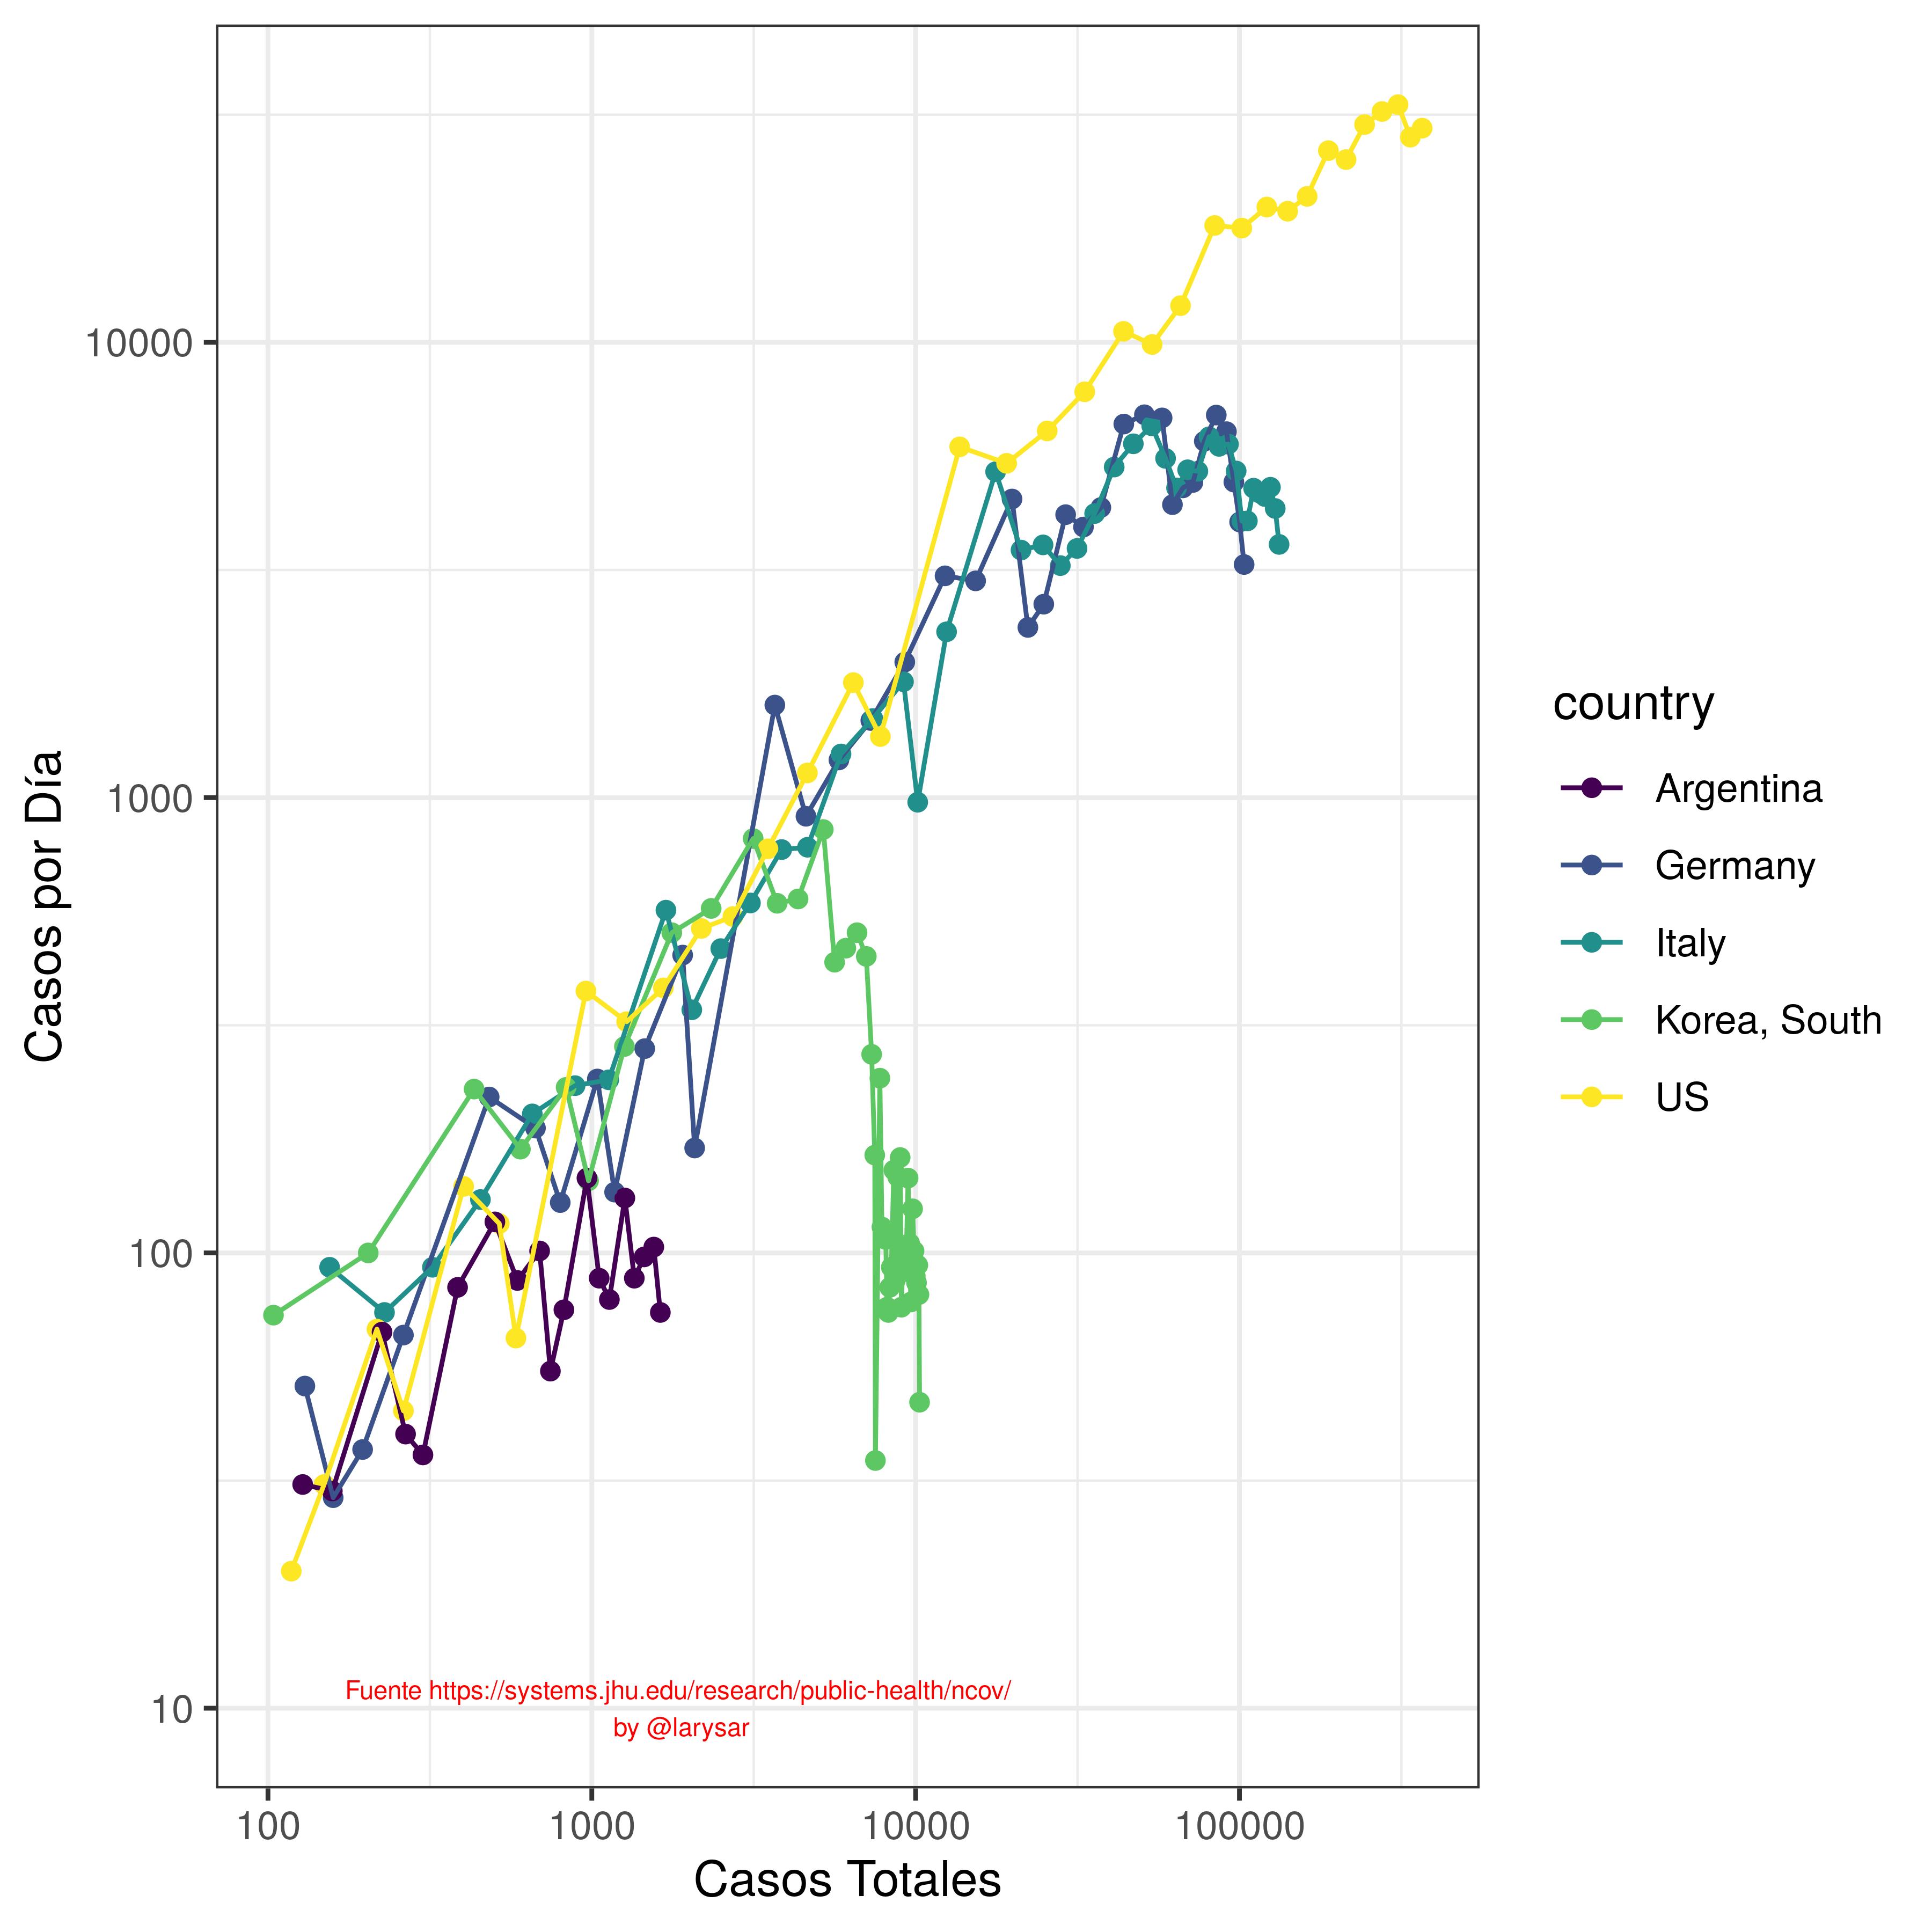 10000
1000
100
10
Casos por Día
100
1000
10000
100000
Casos Totales
Fuente https://systems.jhu.edu/research/public-health/ncov/
by @larysar
country
Argentina
Germany
Italy
Korea, South
US